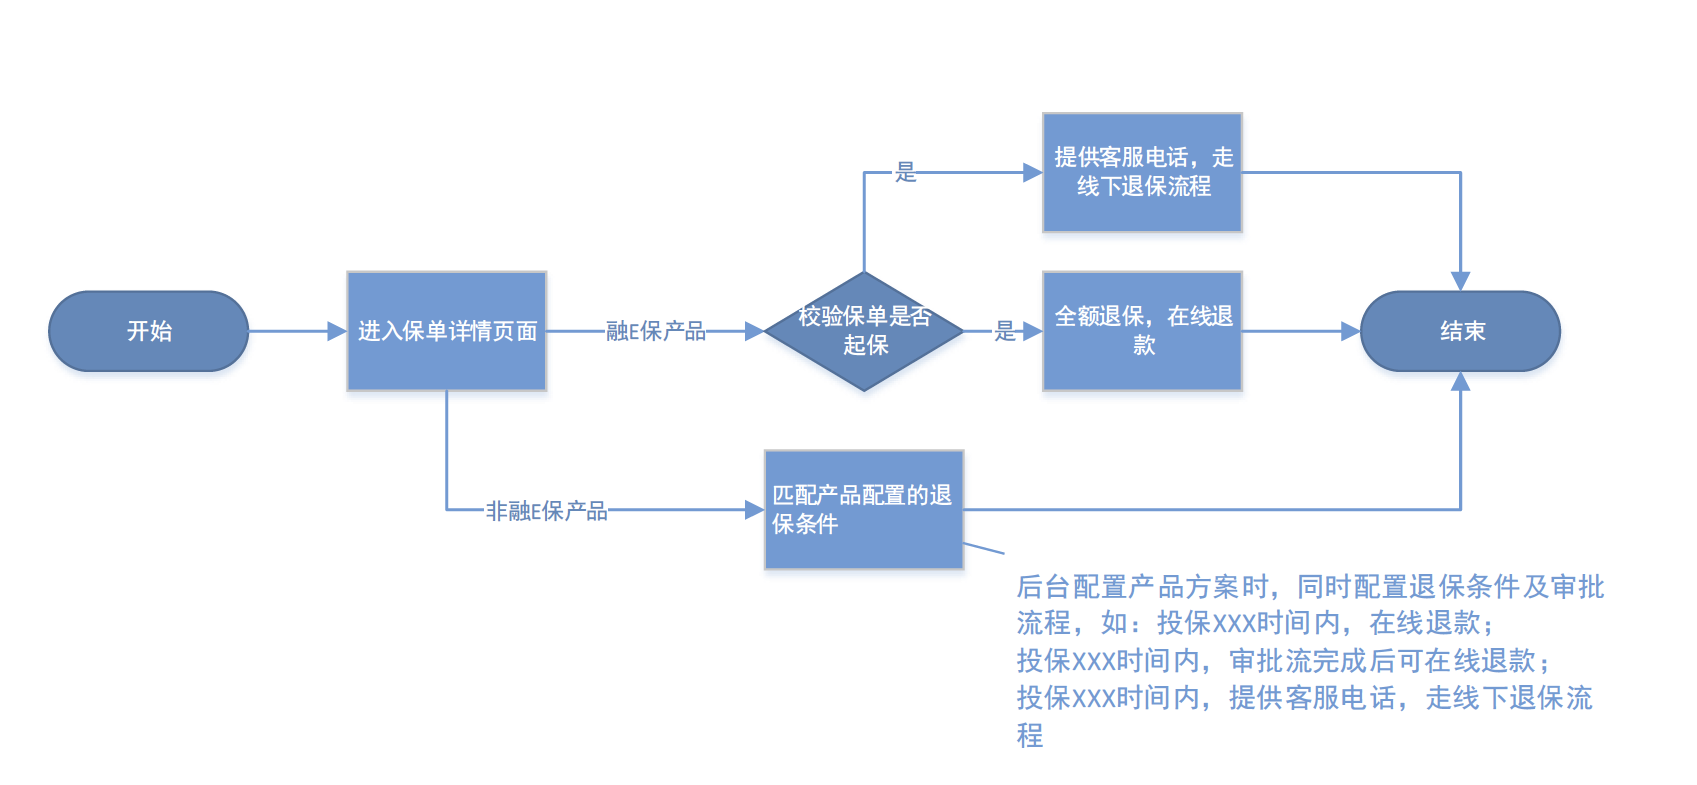 提供客服电话，走
线下退保流程
是
开始
进入保单详情页面
融E保产品
校验保单是否
起保
是
全额退保，在线退
款
结束
非融E保产品
匹配产品配置的退
保条件
后台配置产品方案时，同时配置退保条件及审批
流程，如：投保XXX时间内，在线退款；
投保XXX时间内，审批流完成后可在线退款；
投保XXX时间内，提供客服电话，走线下退保流
程